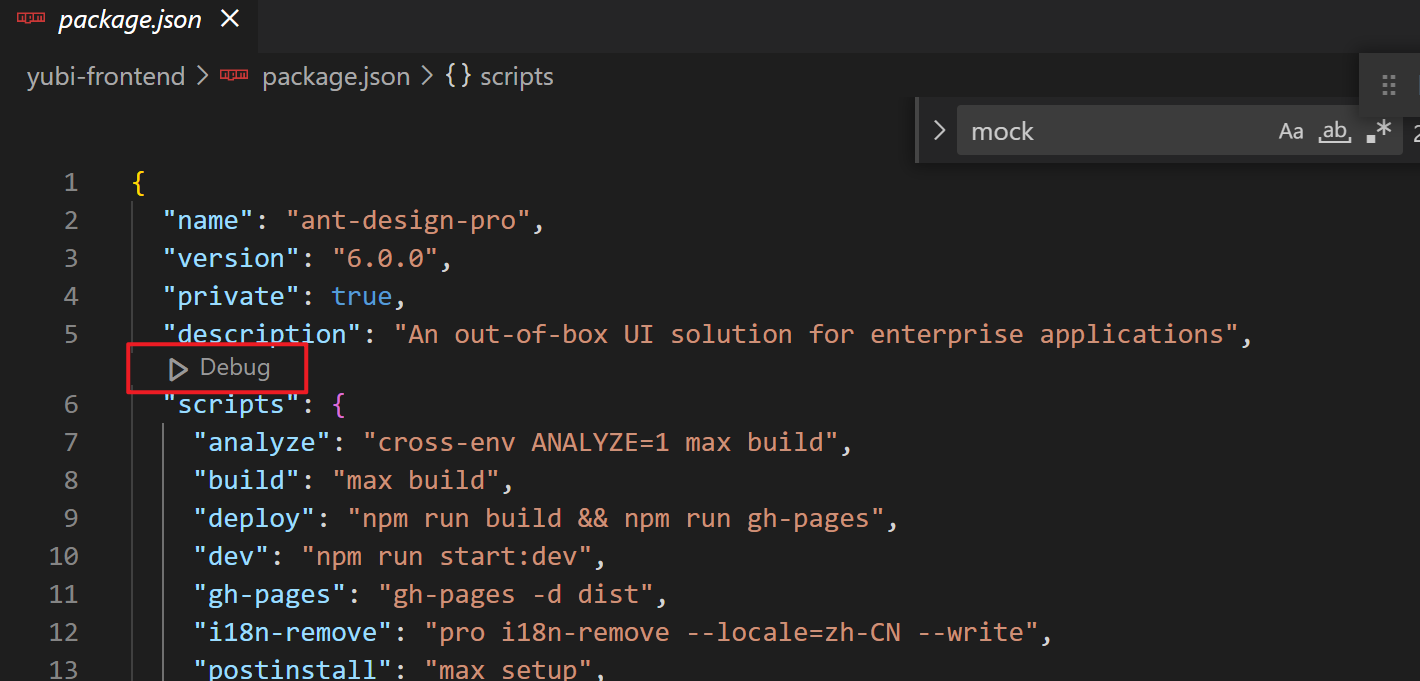 package.json
yubi-frontend > package.json > {} scripts
mock Aa ab .*
1 {
2 "name": "ant-design-pro",
3 "version": "6.0.0",
4 "private": true,
5 "description": "An out-of-box UI solution for enterprise applications",
Debug
6 "scripts": {
7 "analyze": "cross-env ANALYZE=1 max build",
8 "build": "max build",
9 "deploy": "npm run build && npm run gh-pages",
10 "dev": "npm run start:dev",
11 "gh-pages": "gh-pages -d dist",
12 "i18n-remove": "pro i18n-remove --locale=zh-CN --write",
13 "postinstall": "max setup",